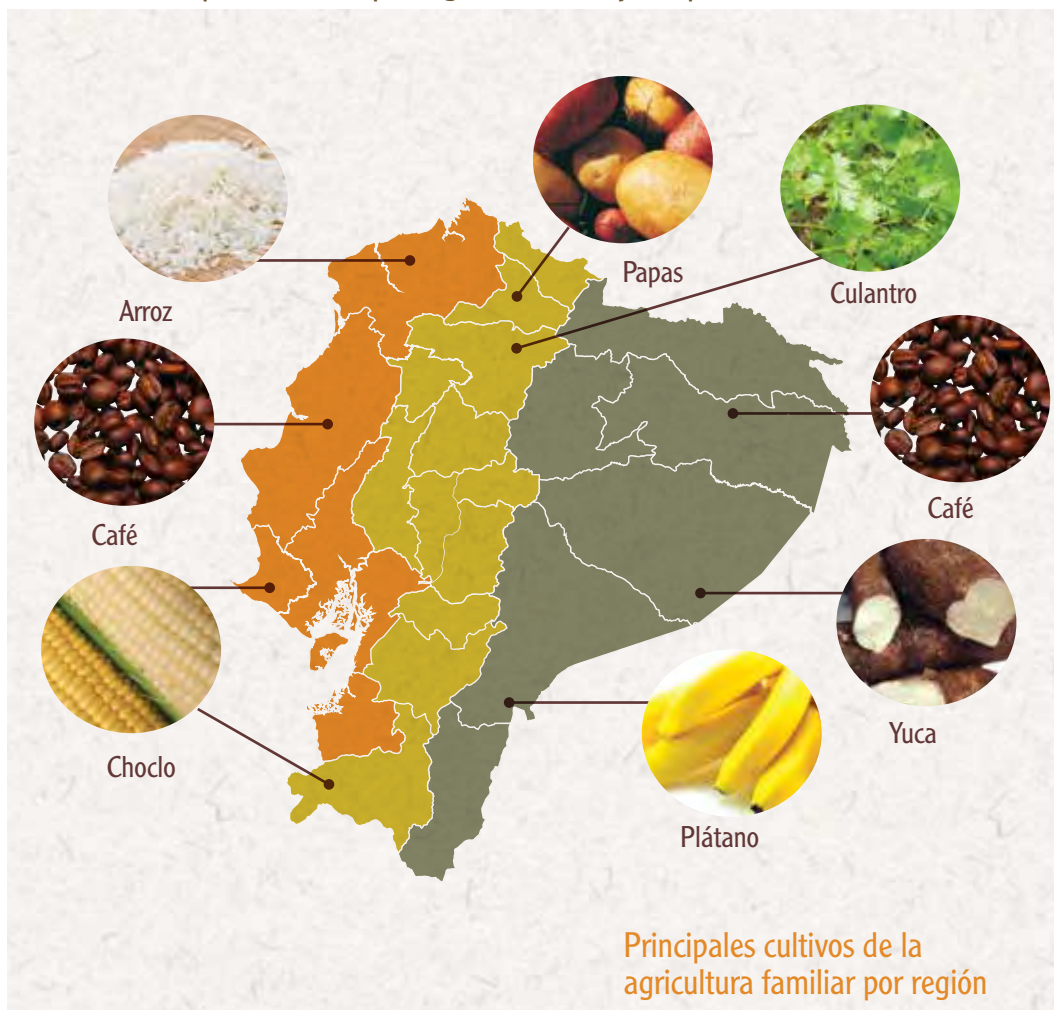 Papas
Culantro
Arroz
Café
Café
Choclo
Yuca
Plátano
Principales cultivos de la
agricultura familiar por región